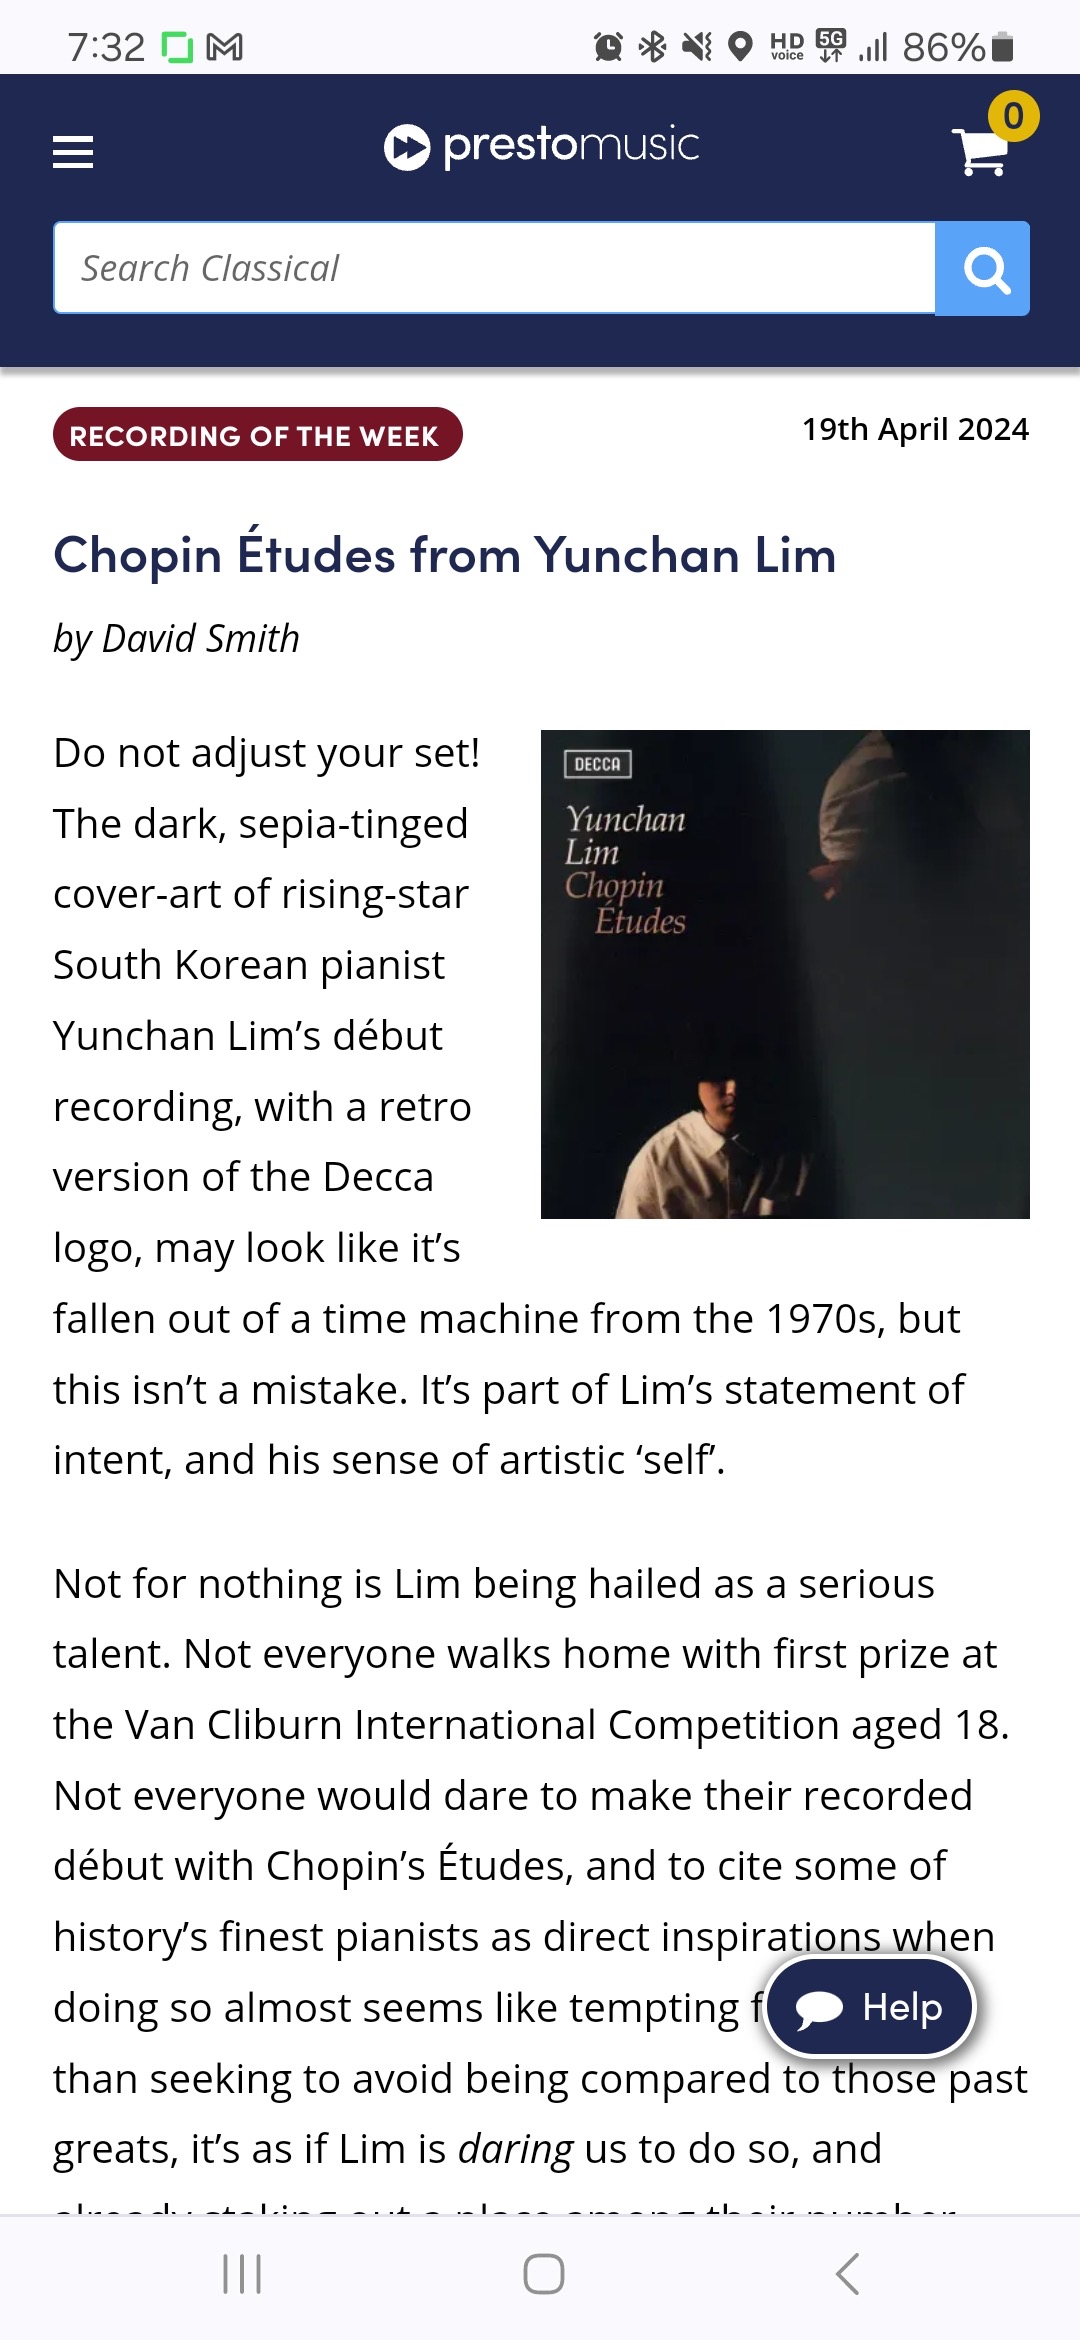 7:32
HD voice 5G 86%
0
prestomusic
Search Classical
RECORDING OF THE WEEK
19th April 2024
Chopin Études from Yunchan Lim
by David Smith
Do not adjust your set!
The dark, sepia-tinged
cover-art of rising-star
South Korean pianist
Yunchan Lim’s début
recording, with a retro
version of the Decca
logo, may look like it’s
DECCA
Yunchan
Lim
Chopin
Études
fallen out of a time machine from the 1970s, but
this isn’t a mistake. It’s part of Lim’s statement of
intent, and his sense of artistic ‘self’.
Not for nothing is Lim being hailed as a serious
talent. Not everyone walks home with first prize at
the Van Cliburn International Competition aged 18.
Not everyone would dare to make their recorded
début with Chopin’s Études, and to cite some of
history’s finest pianists as direct inspirations when
doing so almost seems like tempting
Help
than seeking to avoid being compared to those past
greats, it’s as if Lim is daring us to do so, and
already staking out a place among their number